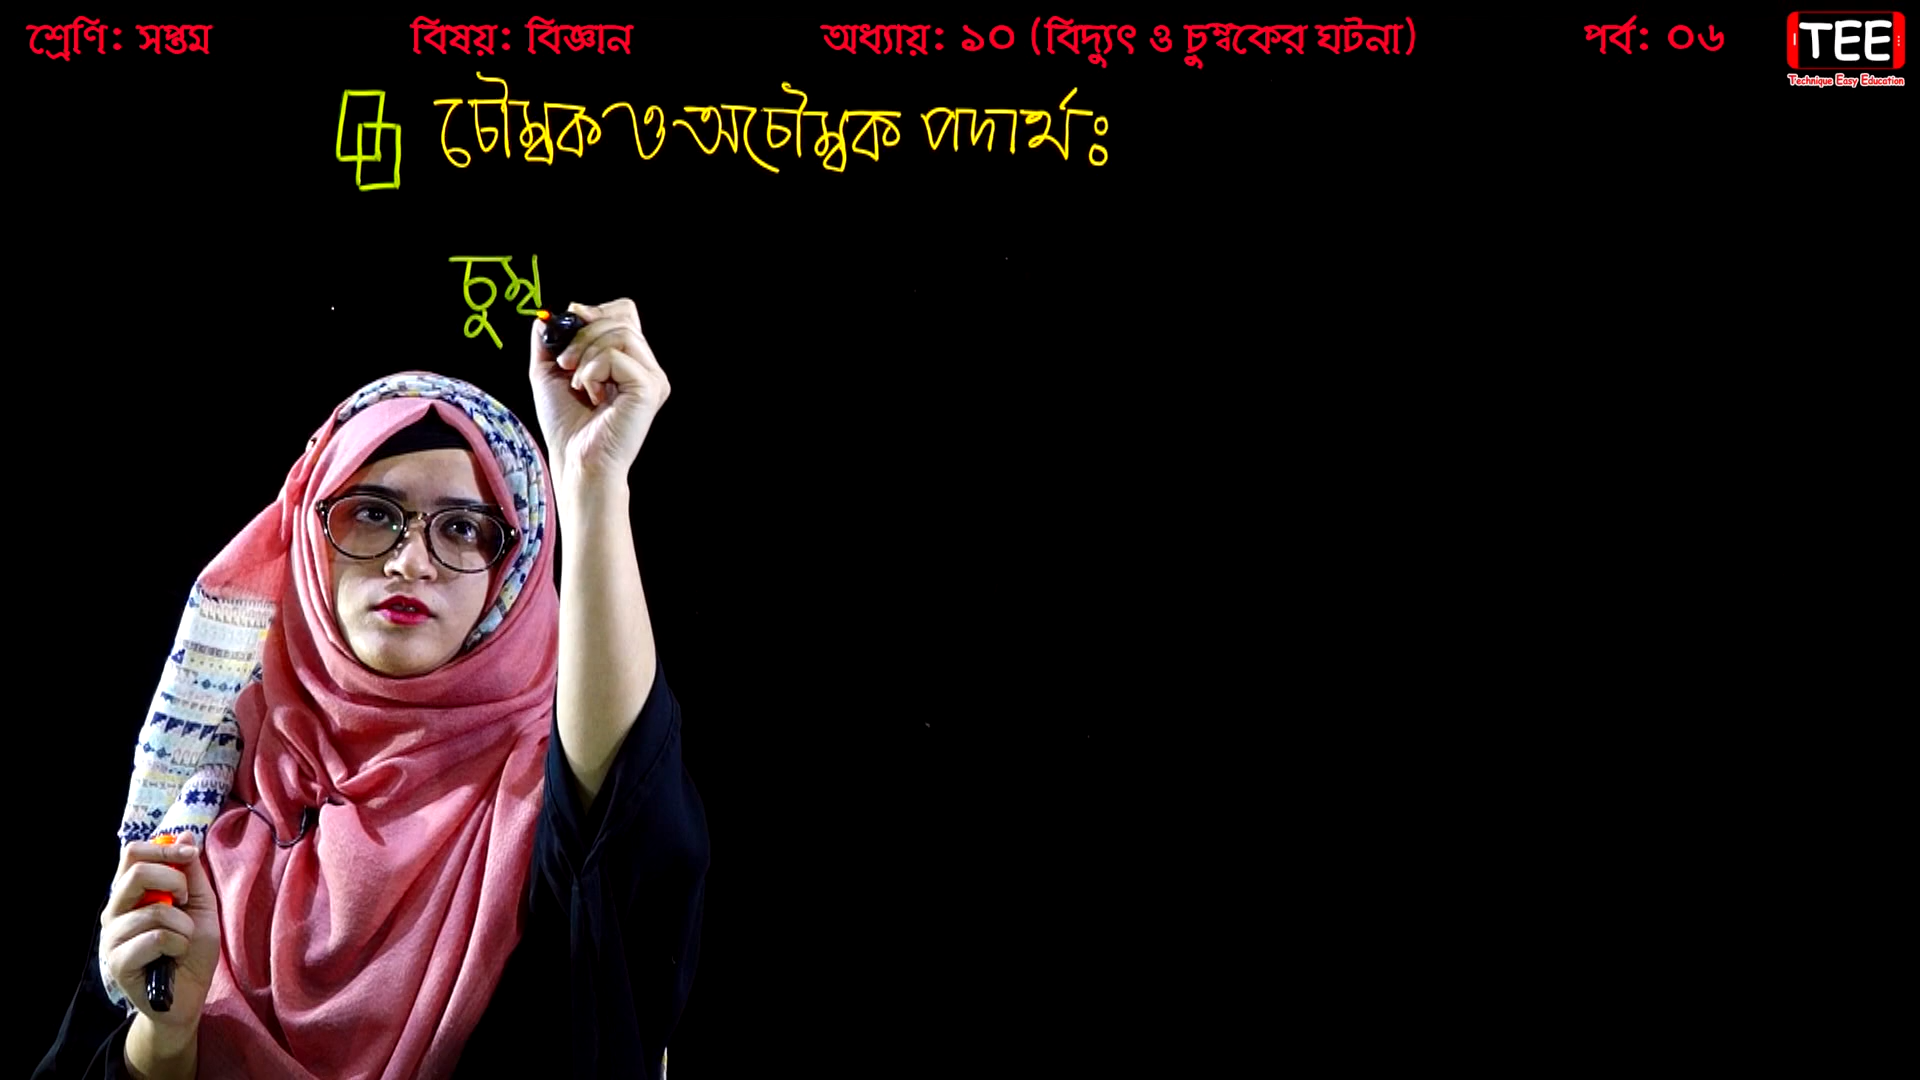 শ্রেণি: সপ্তম বিষয়: বিজ্ঞান অধ্যায়: ১০ (বিদ্যুৎ ও চুম্বকের ঘটনা) পর্ব: ০৬
TEE
Technique Easy Education
চৌম্বক ও অচৌম্বক পদার্থঃ
চুম্ব